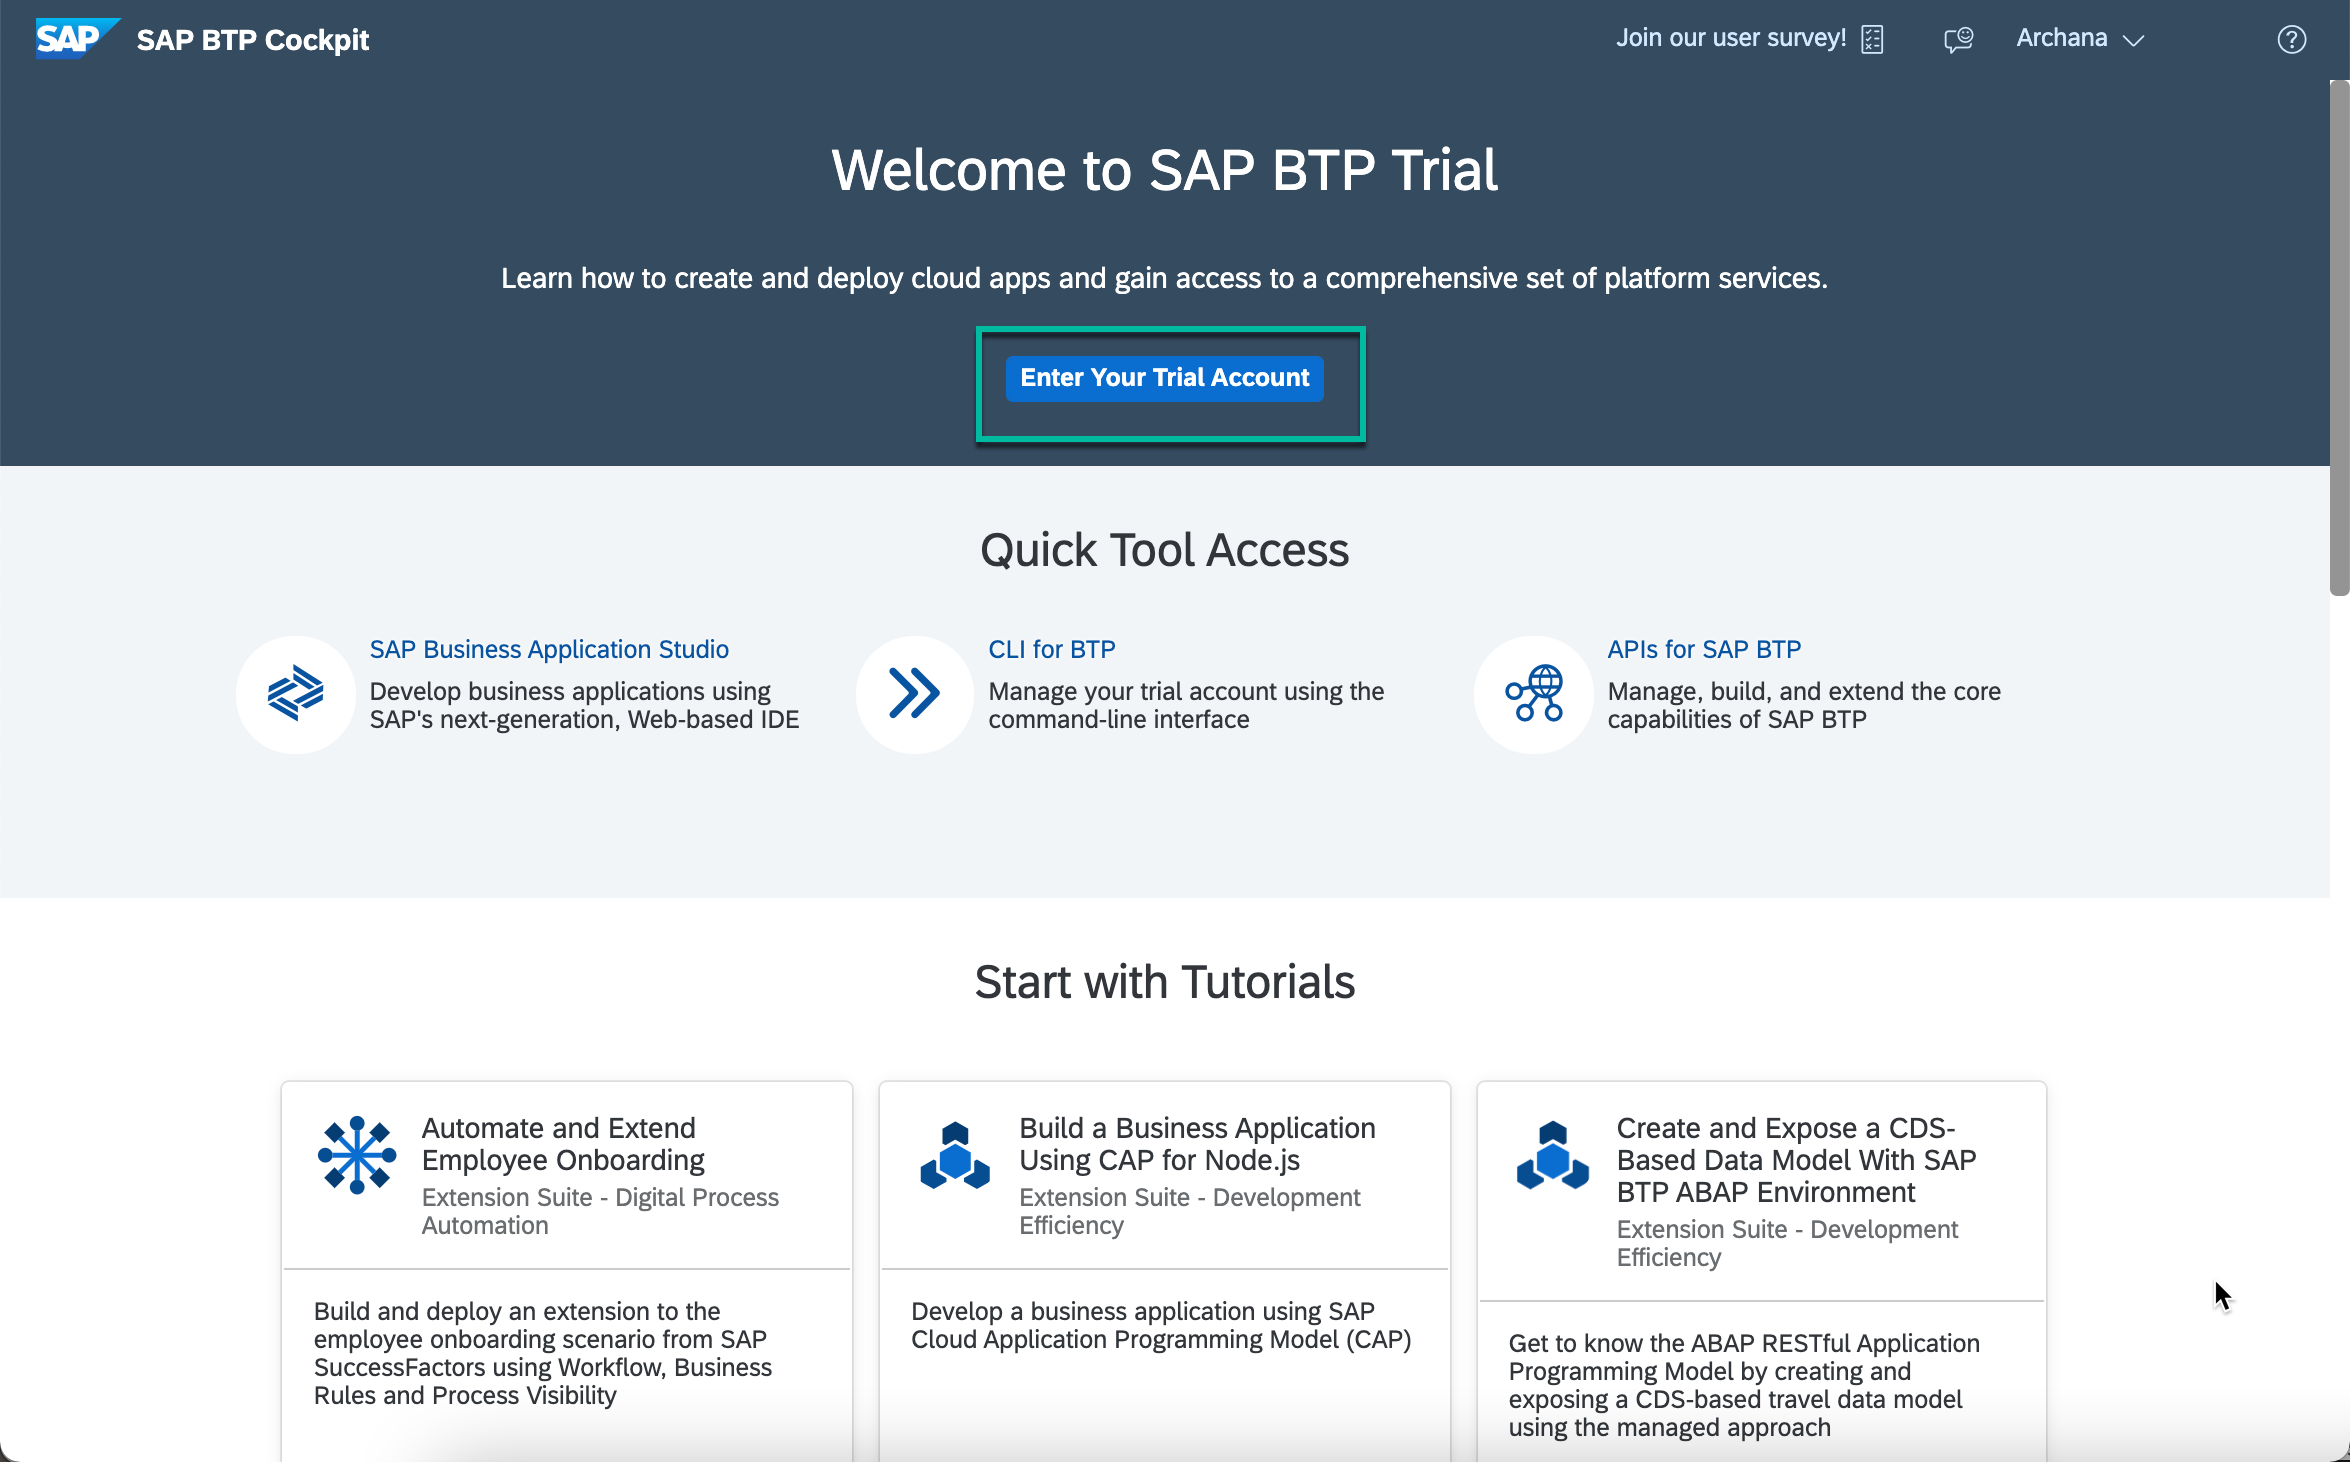 SAP SAP BTP Cockpit
Join our user survey!
Archana
Welcome to SAP BTP Trial
Learn how to create and deploy cloud apps and gain access to a comprehensive set of platform services.
Enter Your Trial Account
Quick Tool Access
SAP Business Application Studio
Develop business applications using
SAP's next-generation, Web-based IDE
CLI for BTP
Manage your trial account using the
command-line interface
APIs for SAP BTP
Manage, build, and extend the core
capabilities of SAP BTP
Start with Tutorials
Automate and Extend
Employee Onboarding
Extension Suite - Digital Process
Automation
Build and deploy an extension to the
employee onboarding scenario from SAP
SuccessFactors using Workflow, Business
Rules and Process Visibility
Build a Business Application
Using CAP for Node.js
Extension Suite - Development
Efficiency
Develop a business application using SAP
Cloud Application Programming Model (CAP)
Create and Expose a CDS-
Based Data Model With SAP
BTP ABAP Environment
Extension Suite - Development
Efficiency
Get to know the ABAP RESTful Application
Programming Model by creating and
exposing a CDS-based travel data model
using the managed approach